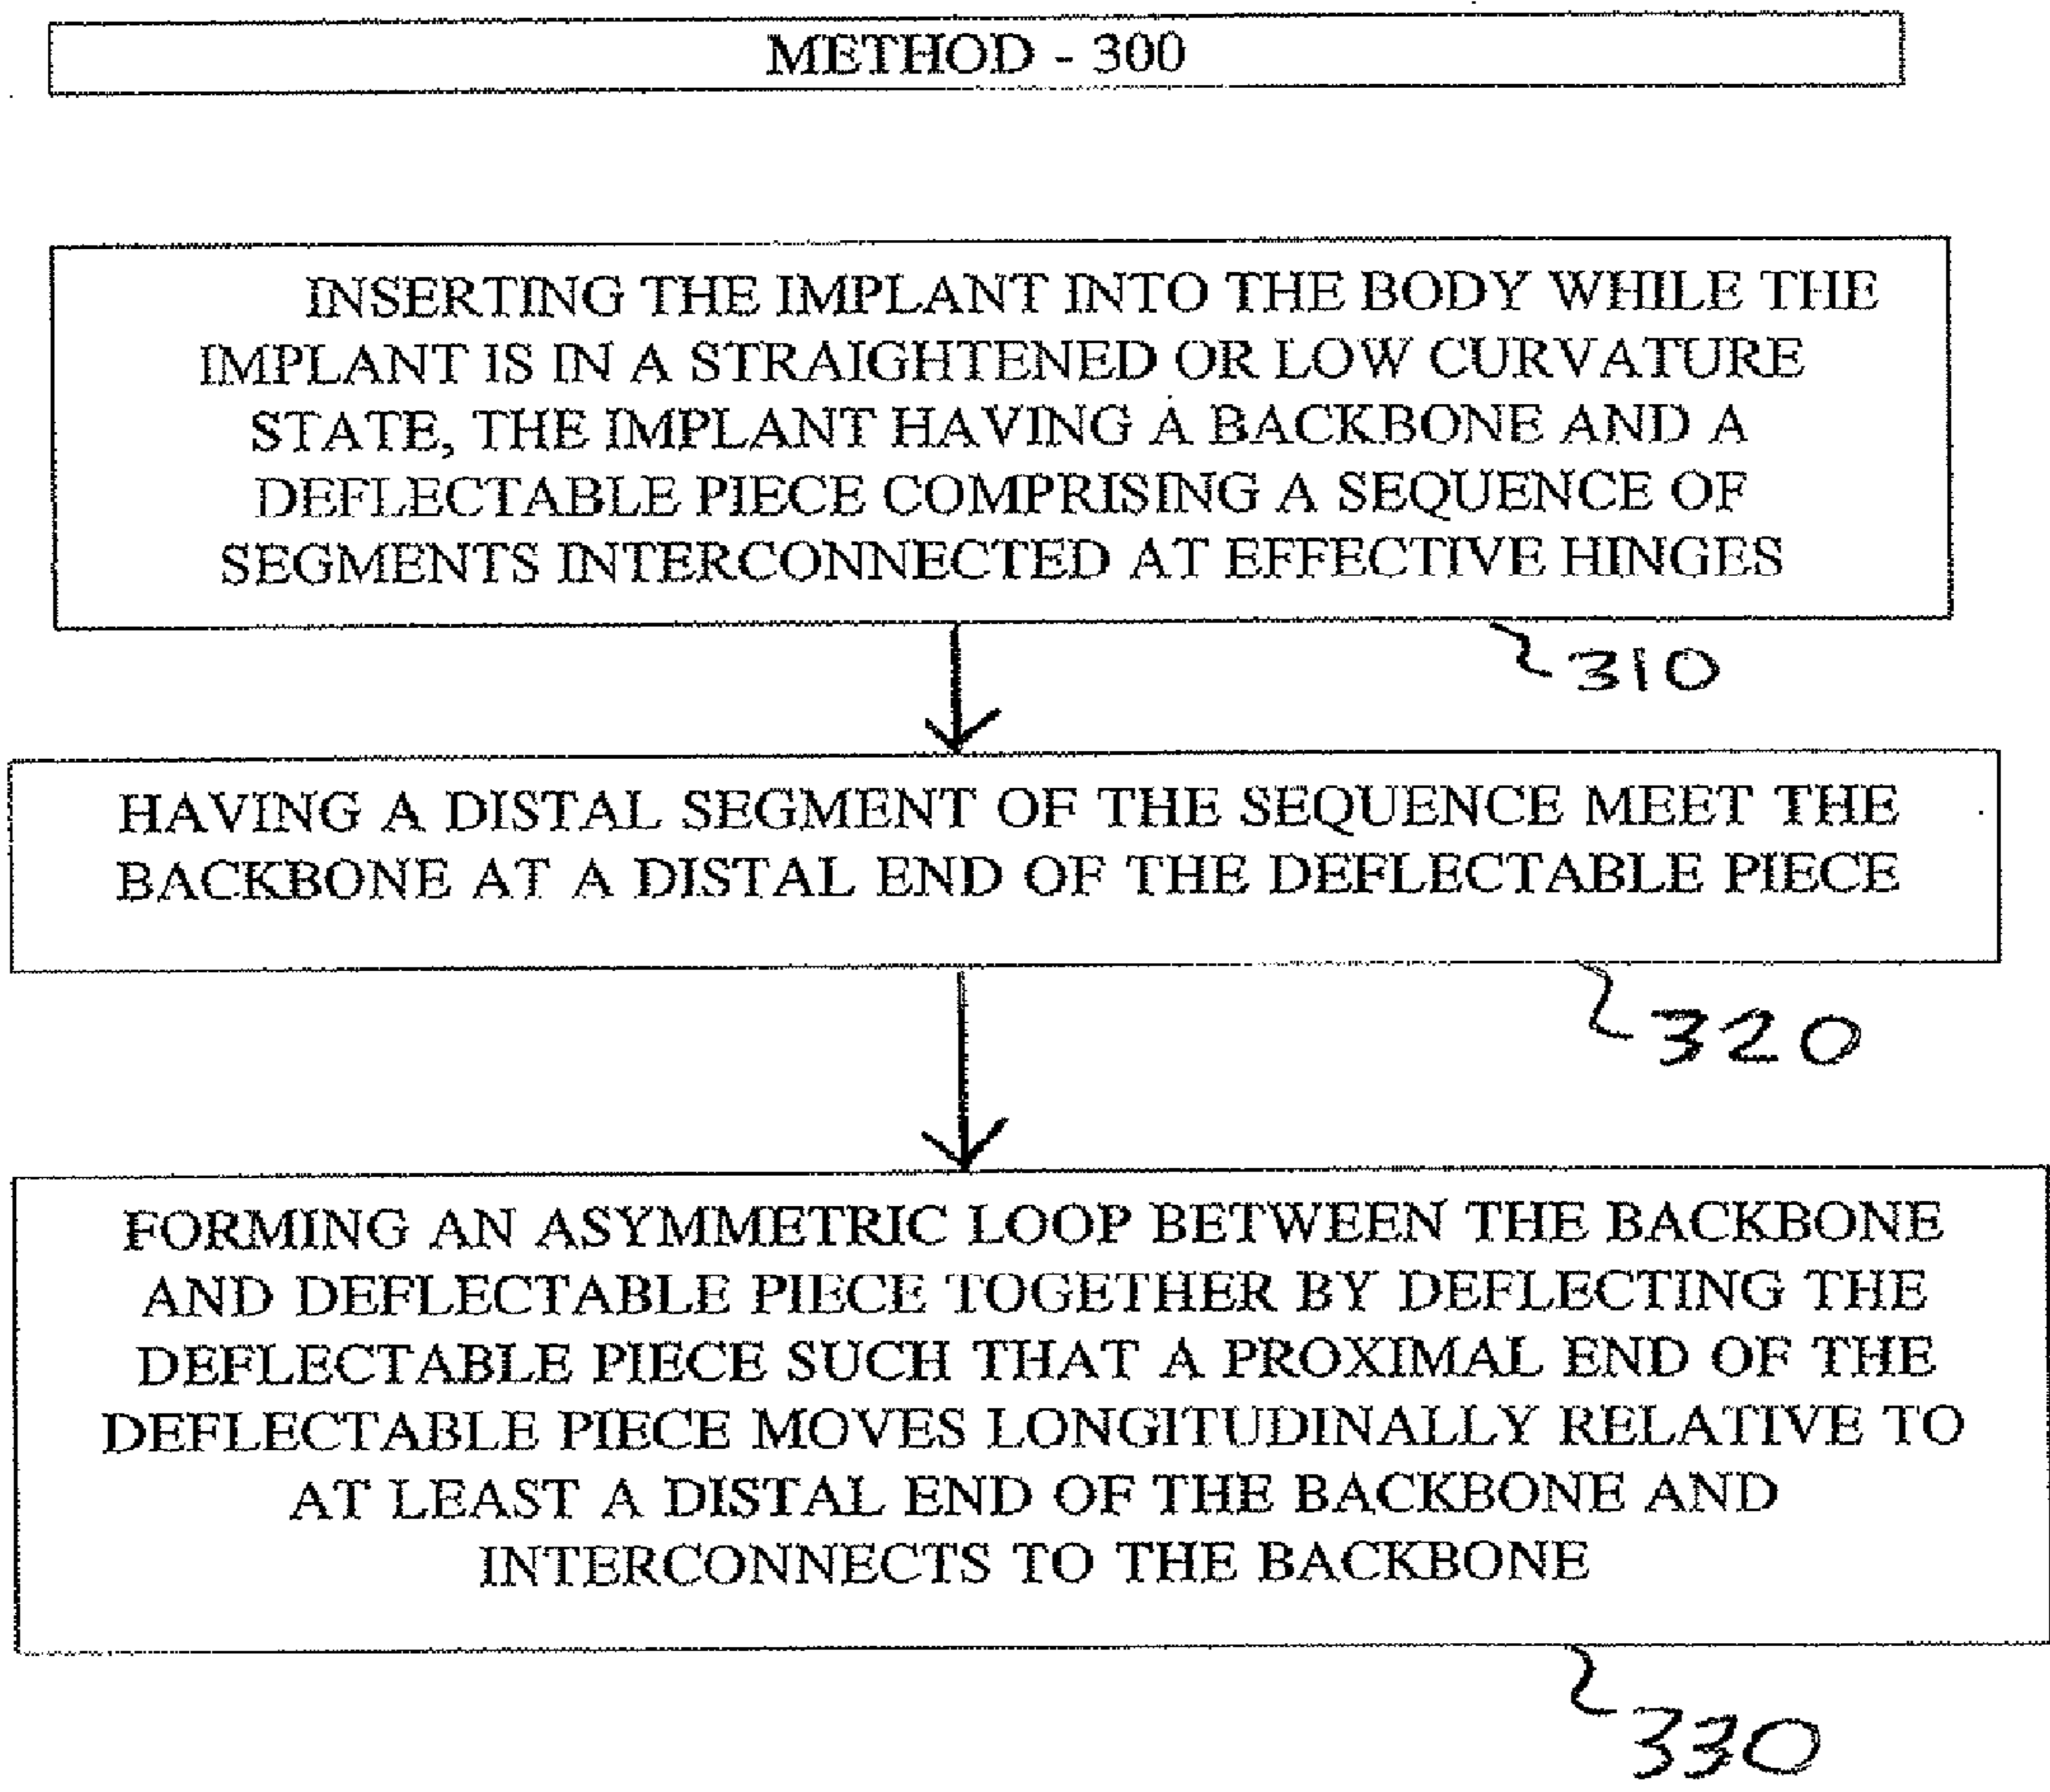 METHOD - 300
INSERTING THE IMPLANT INTO THE BODY WHILE THE
IMPLANT IS IN A STRAIGHTENED OR LOW CURVATURE
STATE, THE IMPLANT HAVING A BACKBONE AND A
DEFLECTABLE PIECE COMPRISING A SEQUENCE OF
SEGMENTS INTERCONNECTED AT EFFECTIVE HINGES
310
HAVING A DISTAL SEGMENT OF THE SEQUENCE MEET THE
BACKBONE AT A DISTAL END OF THE DEFLECTABLE PIECE
320
FORMING AN ASYMMETRIC LOOP BETWEEN THE BACKBONE
AND DEFLECTABLE PIECE TOGETHER BY DEFLECTING THE
DEFLECTABLE PIECE SUCH THAT A PROXIMAL END OF THE
DEFLECTABLE PIECE MOVES LONGITUDINALLY RELATIVE TO
AT LEAST A DISTAL END OF THE BACKBONE AND
INTERCONNECTS TO THE BACKBONE
330